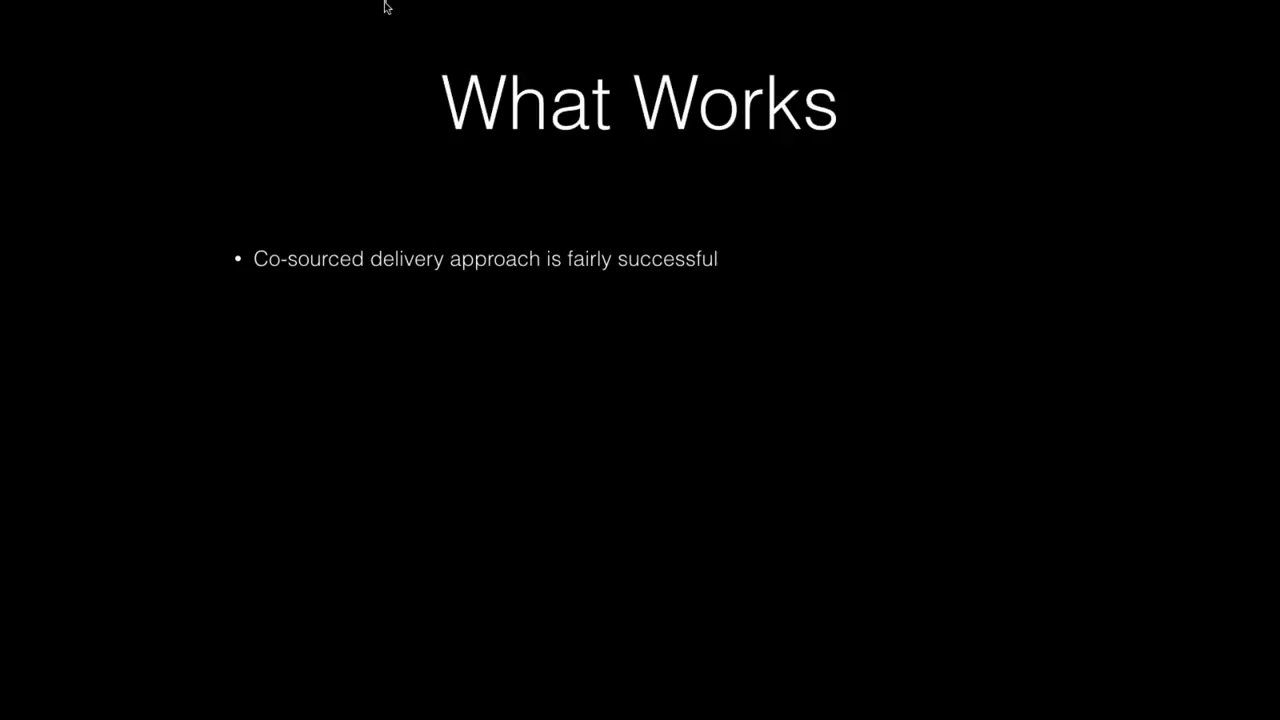 What Works
• Co-sourced delivery approach is fairly successful